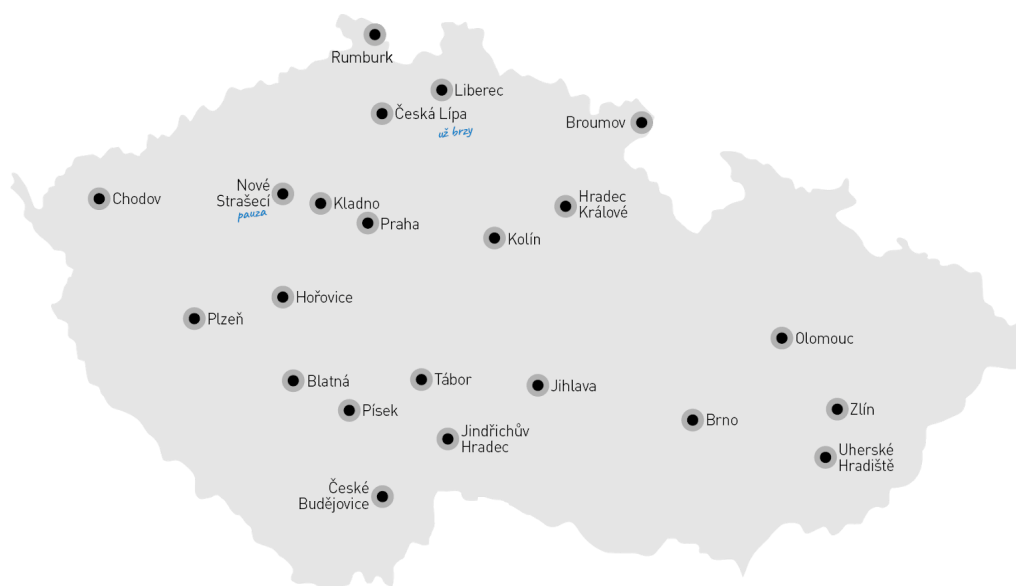 Rumburk
Liberec
Česká Lípa
už brzy
Broumov
Chodov
Nové
Strašecí
pauza
Kladno
Praha
Hradec
Králové
Kolín
Hořovice
Plzeň
Olomouc
Blatná
Tábor
Jihlava
Písek
Brno
Zlín
Jindřichův
Hradec
Uherské
Hradiště
České
Budějovice